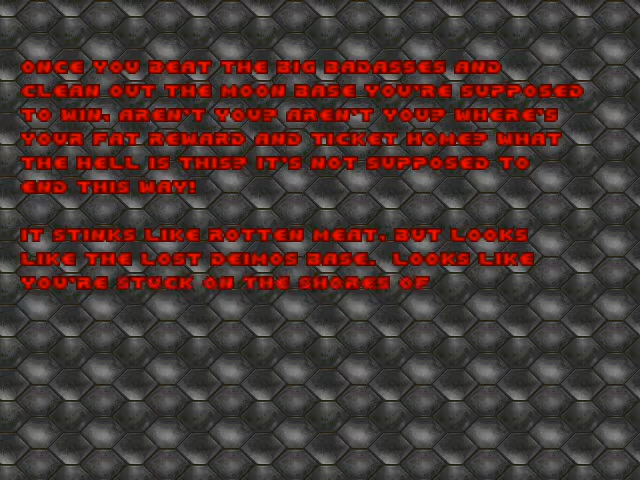 ONCE YOU BEAT THE BIG BADASSES AND
CLEAN OUT THE MOON BASE YOU'RE SUPPOSED
TO WIN, AREN'T YOU? AREN'T YOU? WHERE'S
YOUR FAT REWARD AND TICKET HOME? WHAT
THE HELL IS THIS? IT'S NOT SUPPOSED TO
END THIS WAY!

IT STINKS LIKE ROTTEN MEAT, BUT LOOKS
LIKE THE LOST DEIMOS BASE.  LOOKS LIKE
YOU'RE STUCK ON THE SHORES OF